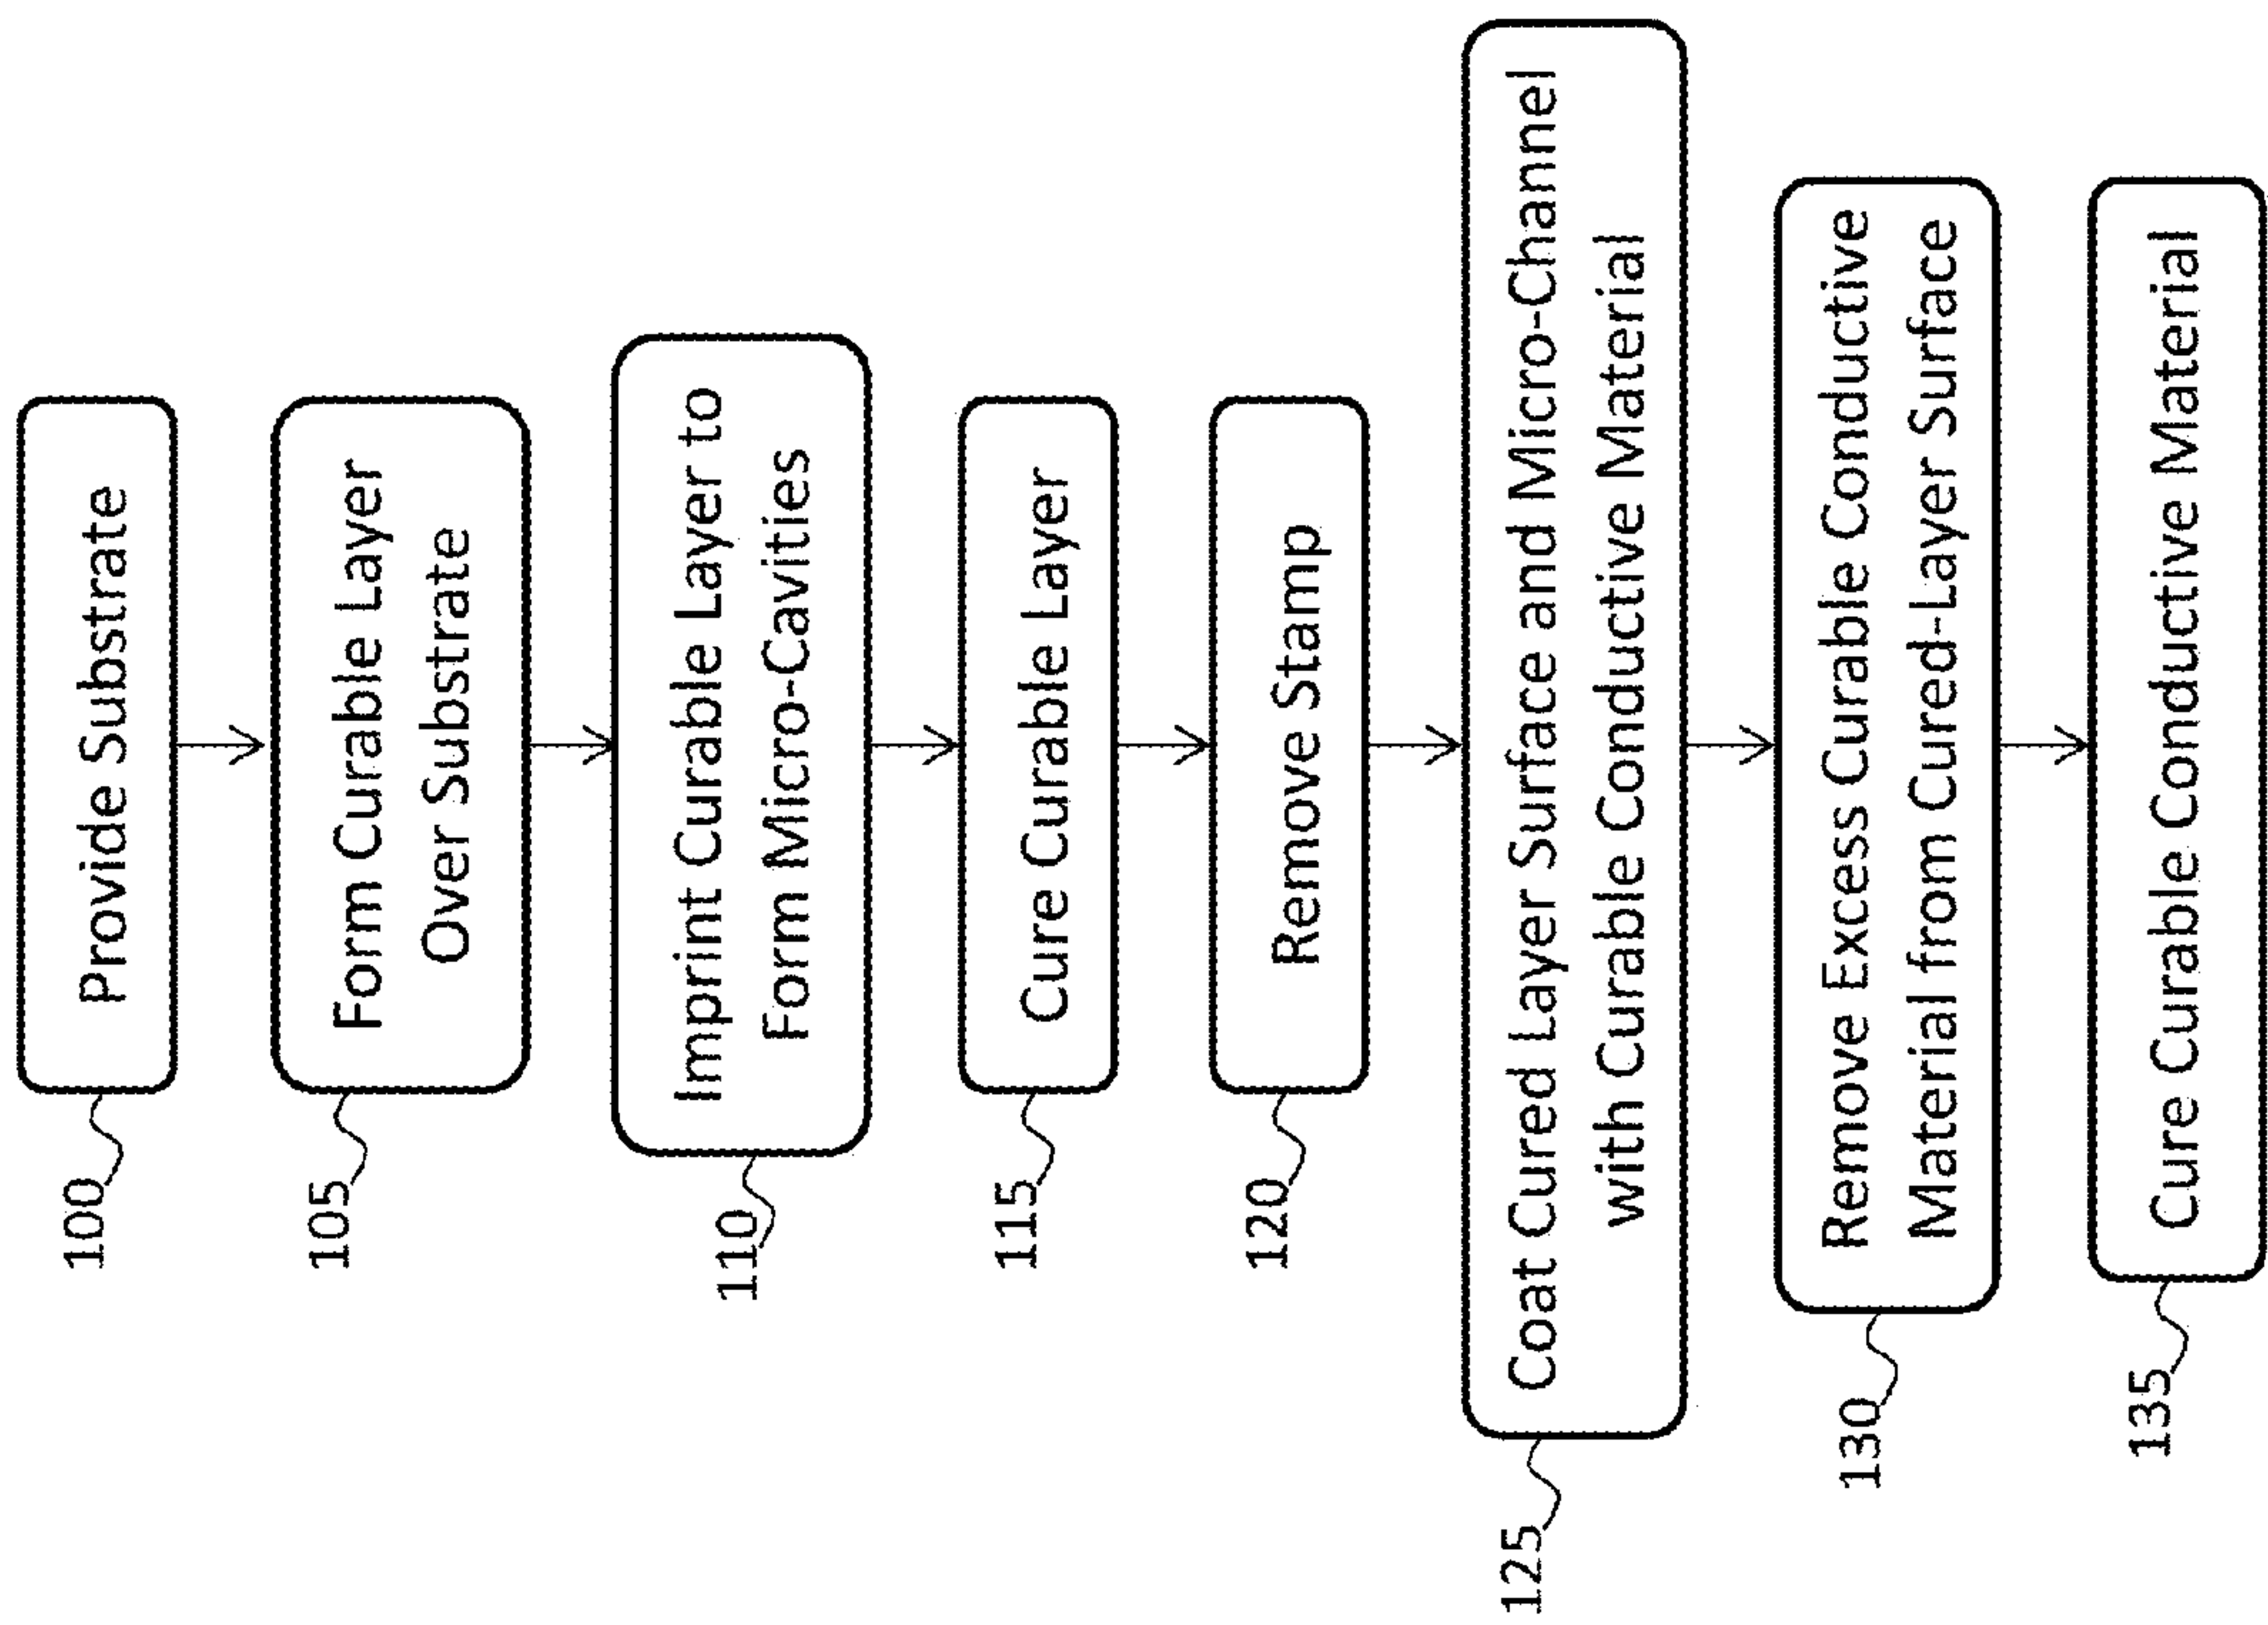 100
Provide Substrate
105
Form Curable Layer
Over Substrate
110
Imprint Curable Layer to
Form Micro-Cavities
115
Cure Curable Layer
120
Remove Stamp
125
Coat Cured Layer Surface and Micro-Channel
with Curable Conductive Material
130
Remove Excess Curable Conductive
Material from Cured-Layer Surface
135
Cure Curable Conductive Material